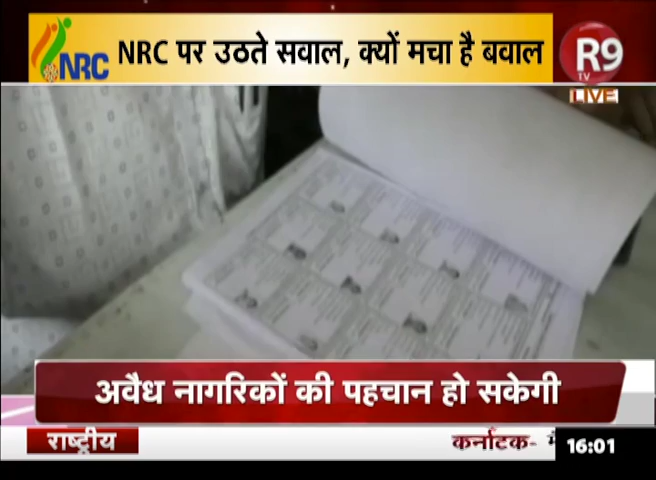 NRC
NRC पर उठते सवाल, क्यों मचा है बवाल
R9
TV
LIVE
अवैध नागरिकों की पहचान हो सकेगी
राष्ट्रीय
कर्नाटक-
16:01